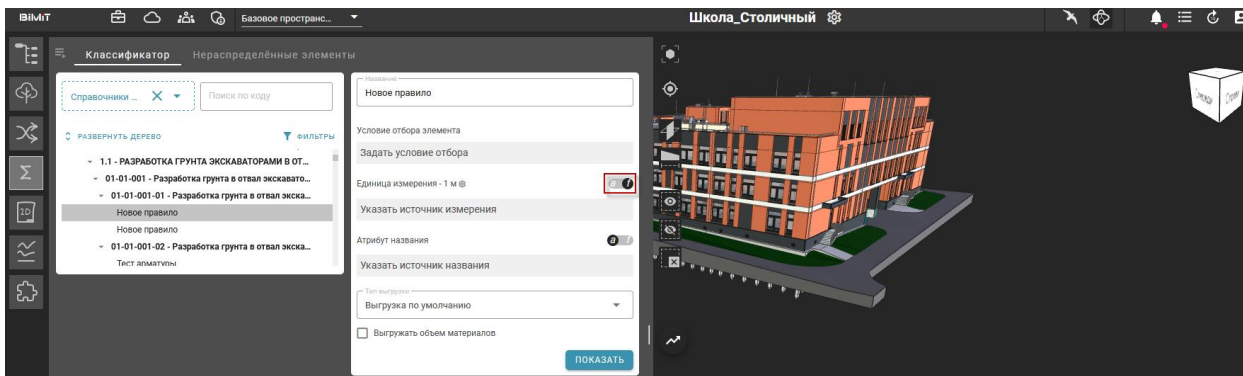 BIMIT
Базовое пространс...
Школа_Столичный
Классификатор
Нераспределённые элементы
Справочники ...
Поиск по коду
РАЗВЕРНУТЬ ДЕРЕВО
ФИЛЬТРЫ
1.1 - РАЗРАБОТКА ГРУНТА ЭКСКАВАТОРАМИ В ОТ...
01-01-001 - Разработка грунта в отвал экскавато...
01-01-001-01 - Разработка грунта в отвал экска...
Новое правило
Новое правило
01-01-001-02 - Разработка грунта в отвал экска...
Тест арматуры
Название
Новое правило
Условие отбора элемента
Задать условие отбора
Единица измерения - 1 м
a f
Указать источник измерения
Атрибут названия
a f
Указать источник названия
Тип выгрузки
Выгрузка по умолчанию
Выгружать объем материалов
ПОКАЗАТЬ
1D